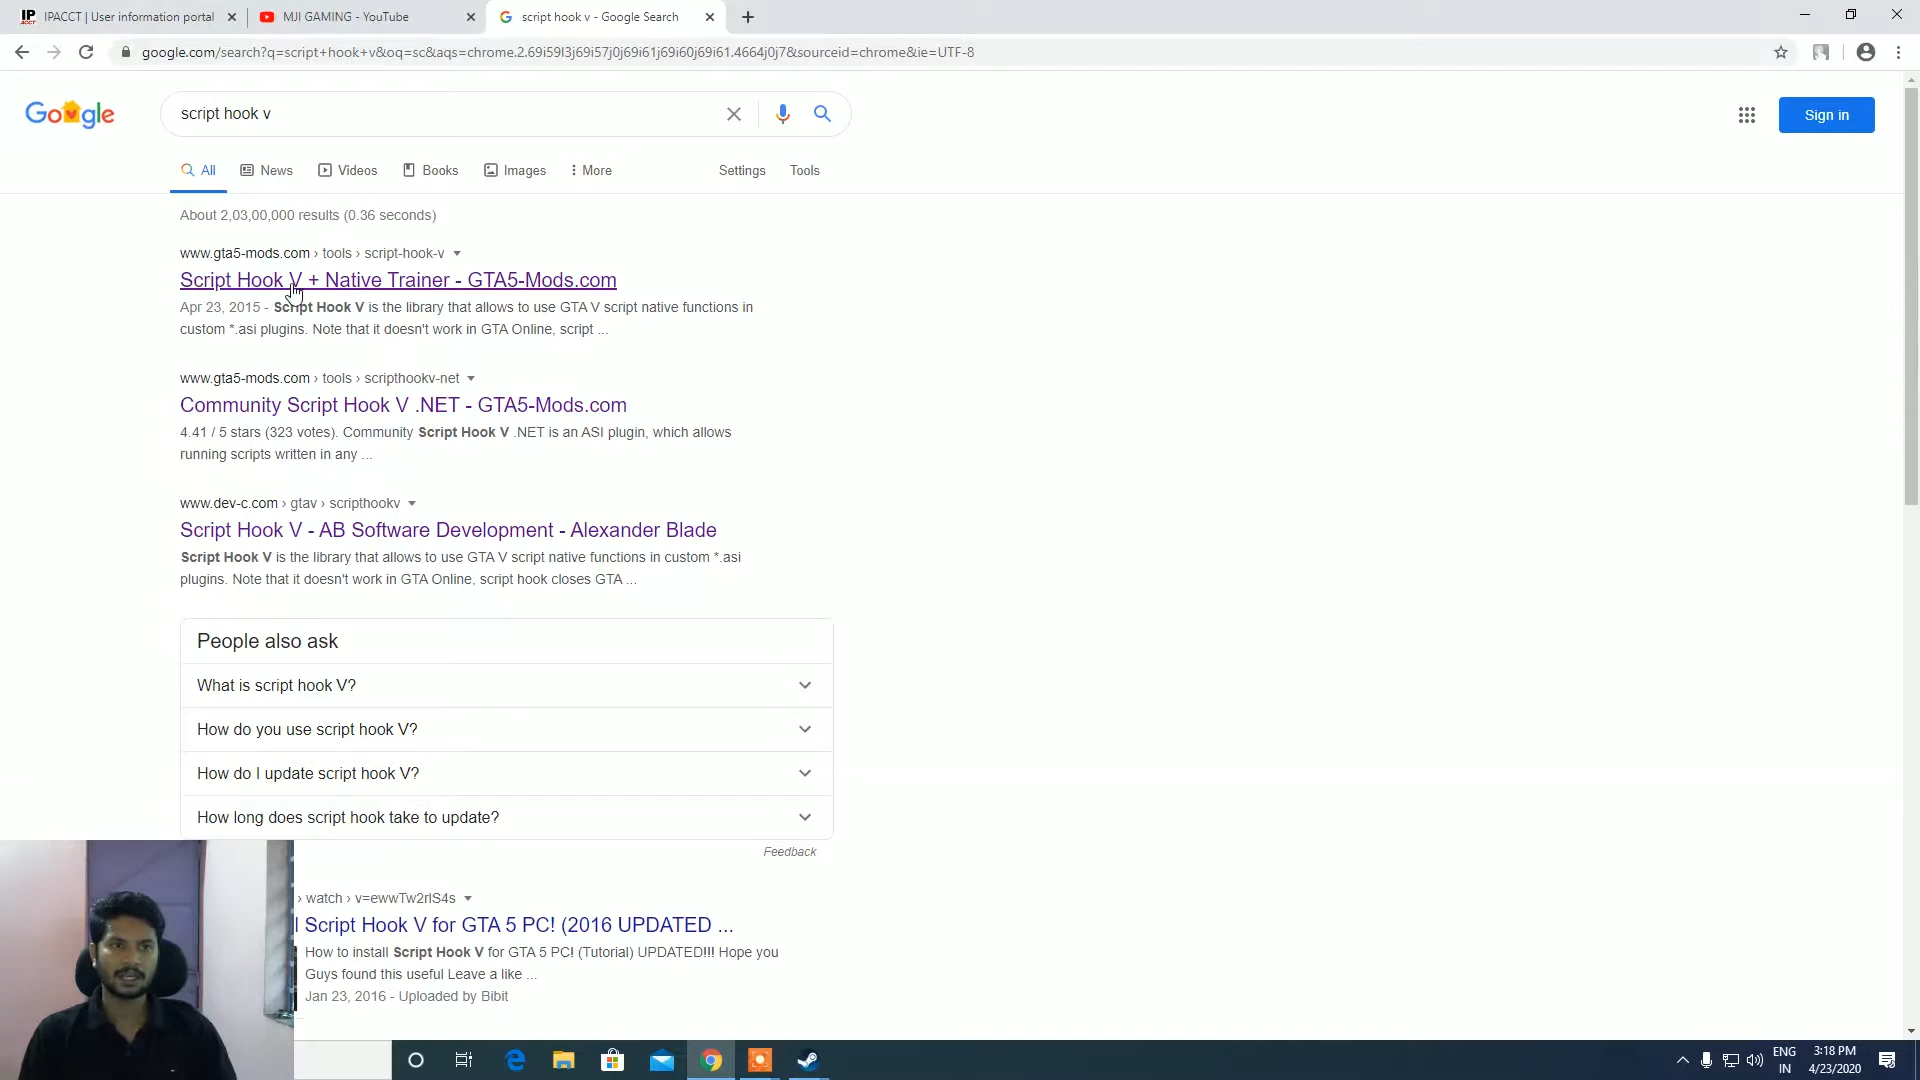 IP
ACCT
IPACCT | User information portal
MJI GAMING - YouTube
script hook v - Google Search
google.com/search?q=script+hook+v&oq=sc&aqs=chrome.2.69i59l3j69i57j0j69i61j69i60j69i61.4664j0j7&sourceid=chrome&ie=UTF-8
Google
script hook v
Sign in
All
News
Videos
Books
Images
More
Settings
Tools
About 2,03,00,000 results (0.36 seconds)
www.gta5-mods.com › tools › script-hook-v
Script Hook V + Native Trainer - GTA5-Mods.com
Apr 23, 2015 - Script Hook V is the library that allows to use GTA V script native functions in
custom *.asi plugins. Note that it doesn't work in GTA Online, script ...
www.gta5-mods.com › tools › scripthookv-net
Community Script Hook V .NET - GTA5-Mods.com
4.41 / 5 stars (323 votes). Community Script Hook V .NET is an ASI plugin, which allows
running scripts written in any ...
www.dev-c.com › gtav › scripthookv
Script Hook V - AB Software Development - Alexander Blade
Script Hook V is the library that allows to use GTA V script native functions in custom *.asi
plugins. Note that it doesn't work in GTA Online, script hook closes GTA ...
People also ask
What is script hook V?
How do you use script hook V?
How do I update script hook V?
How long does script hook take to update?
Feedback
› watch › v=ewwTw2rlS4s
l Script Hook V for GTA 5 PC! (2016 UPDATED ...
How to install Script Hook V for GTA 5 PC! (Tutorial) UPDATED!!! Hope you
Guys found this useful Leave a like ...
Jan 23, 2016 - Uploaded by Bibit
ENG
IN
3:18 PM
4/23/2020